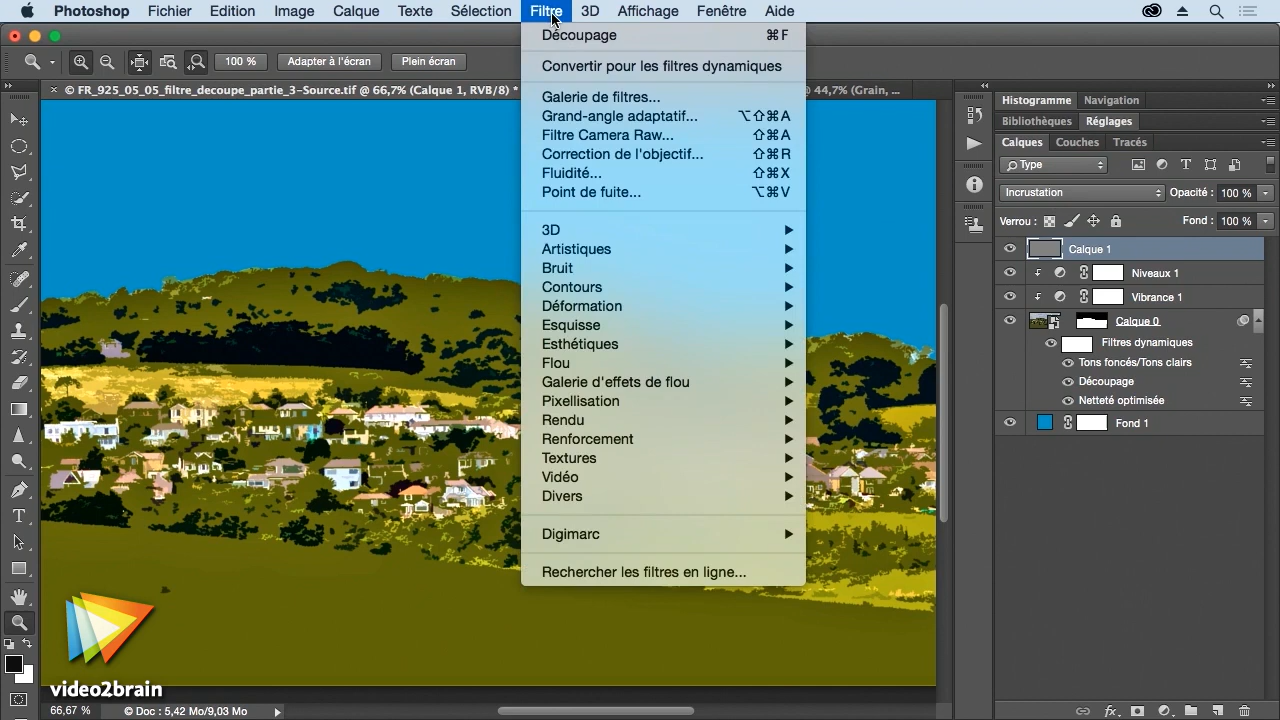 Photoshop Fichier Edition Image Calque Texte Sélection Filtre 3D Affichage Fenêtre Aide
100 % Adapter à l'écran Plein écran
× © FR_925_05_05_filtre_decoupe_partie_3-Source.tif @ 66,7% (Calque 1, RVB/8) *
@ 44,7% (Grain, ...
Découpage ⌘F
Convertir pour les filtres dynamiques
Galerie de filtres...
Grand-angle adaptatif... ⌥⇧⌘A
Filtre Camera Raw... ⇧⌘A
Correction de l'objectif... ⇧⌘R
Fluidité... ⇧⌘X
Point de fuite... ⌥⌘V
3D
Artistiques
Bruit
Contours
Déformation
Esquisse
Esthétiques
Flou
Galerie d'effets de flou
Pixellisation
Rendu
Renforcement
Textures
Vidéo
Divers
Digimarc
Rechercher les filtres en ligne...
Histogramme Navigation
Bibliothèques Réglages
Calques Couches Tracés
Type
Incrustation Opacité : 100 %
Verrou : Fond : 100 %
Calque 1
Niveaux 1
Vibrance 1
Calque 0
Filtres dynamiques
Tons foncés/Tons clairs
Découpage
Netteté optimisée
Fond 1
video2brain
66,67 % © Doc : 5,42 Mo/9,03 Mo